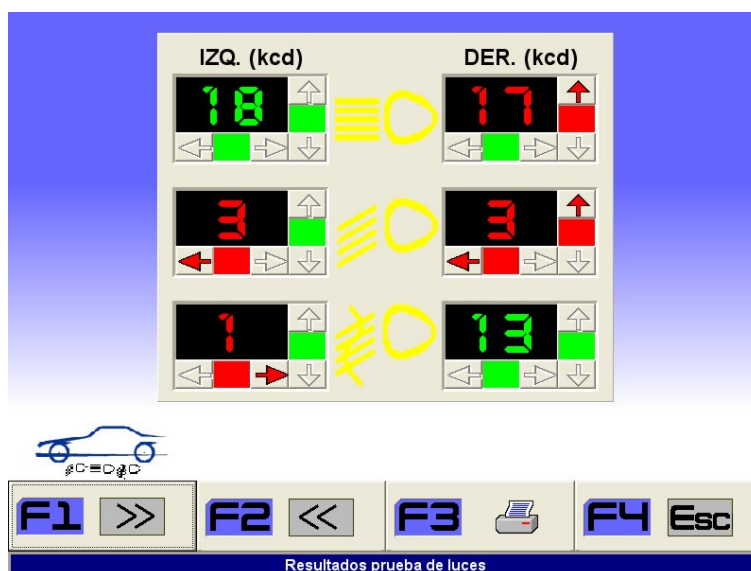 IZQ. (kcd) DER. (kcd)
18 17
3 3
1 13
F1 >> F2 << F3 F4 Esc
Resultados prueba de luces